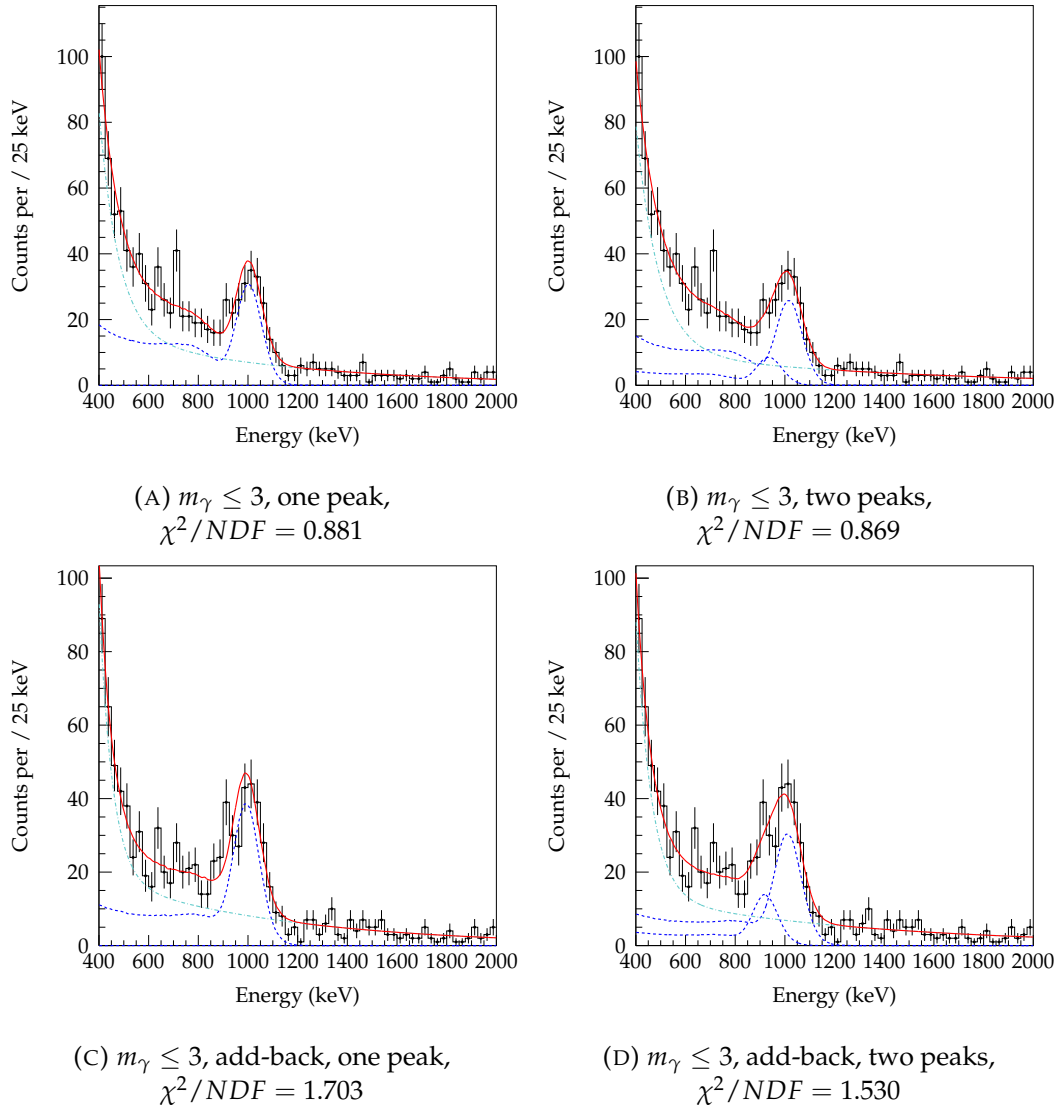 Counts per / 25 keV
100
80
60
40
20
0
400 600 800 1000 1200 1400 1600 1800 2000
Energy (keV)
(A) mγ ≤ 3, one peak,
χ²/NDF = 0.881
Counts per / 25 keV
100
80
60
40
20
0
400 600 800 1000 1200 1400 1600 1800 2000
Energy (keV)
(B) mγ ≤ 3, two peaks,
χ²/NDF = 0.869
Counts per / 25 keV
100
80
60
40
20
0
400 600 800 1000 1200 1400 1600 1800 2000
Energy (keV)
(C) mγ ≤ 3, add-back, one peak,
χ²/NDF = 1.703
Counts per / 25 keV
100
80
60
40
20
0
400 600 800 1000 1200 1400 1600 1800 2000
Energy (keV)
(D) mγ ≤ 3, add-back, two peaks,
χ²/NDF = 1.530